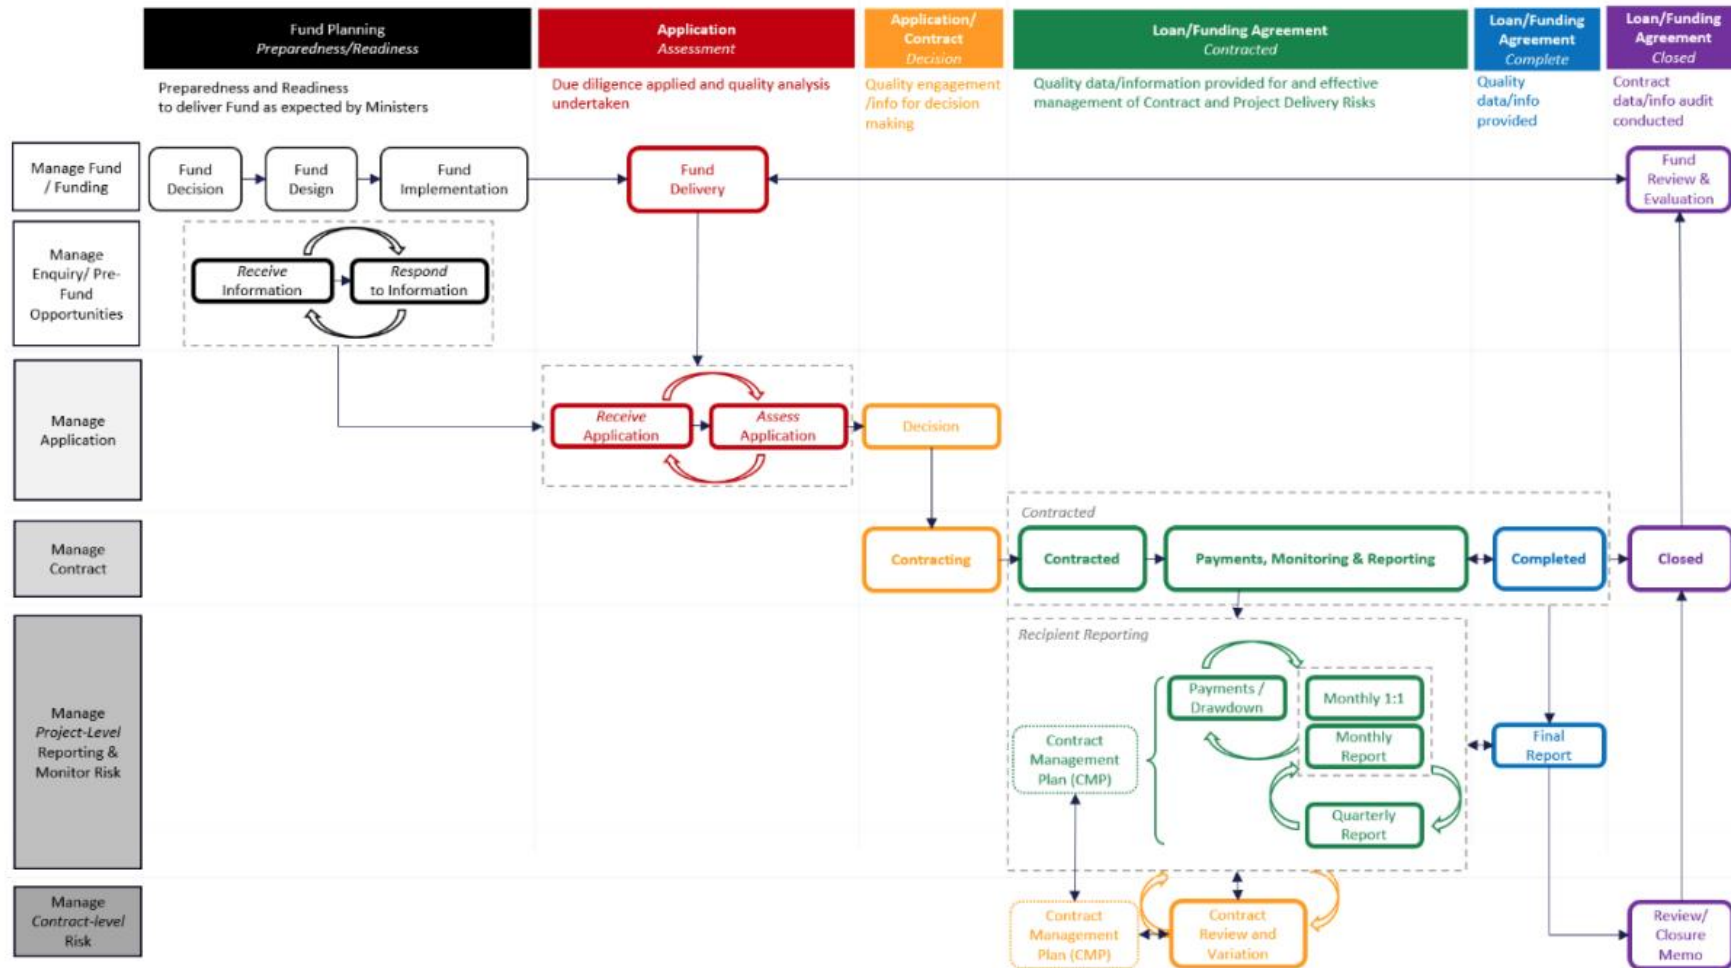 Fund Planning
Preparedness/Readiness
Application
Assessment
Application/
Contract
Decision
Loan/Funding Agreement
Contracted
Loan/Funding
Agreement
Complete
Loan/Funding
Agreement
Closed
Preparedness and Readiness
to deliver Fund as expected by Ministers
Due diligence applied and quality analysis
undertaken
Quality engagement
/info for decision
making
Quality data/information provided for and effective
management of Contract and Project Delivery Risks
Quality
data/info
provided
Contract
data/info audit
conducted
Manage Fund
/ Funding
Fund
Decision
Fund
Design
Fund
Implementation
Fund
Delivery
Fund
Review &
Evaluation
Manage
Enquiry/ Pre-
Fund
Opportunities
Receive
Information
Respond
to Information
Manage
Application
Receive
Application
Assess
Application
Decision
Manage
Contract
Contracting
Contracted
Contracted
Payments, Monitoring & Reporting
Completed
Closed
Manage
Project-Level
Reporting &
Monitor Risk
Recipient Reporting
Contract
Management
Plan (CMP)
Payments /
Drawdown
Monthly 1:1
Monthly
Report
Quarterly
Report
Final
Report
Manage
Contract-level
Risk
Contract
Management
Plan (CMP)
Contract
Review and
Variation
Review/
Closure
Memo